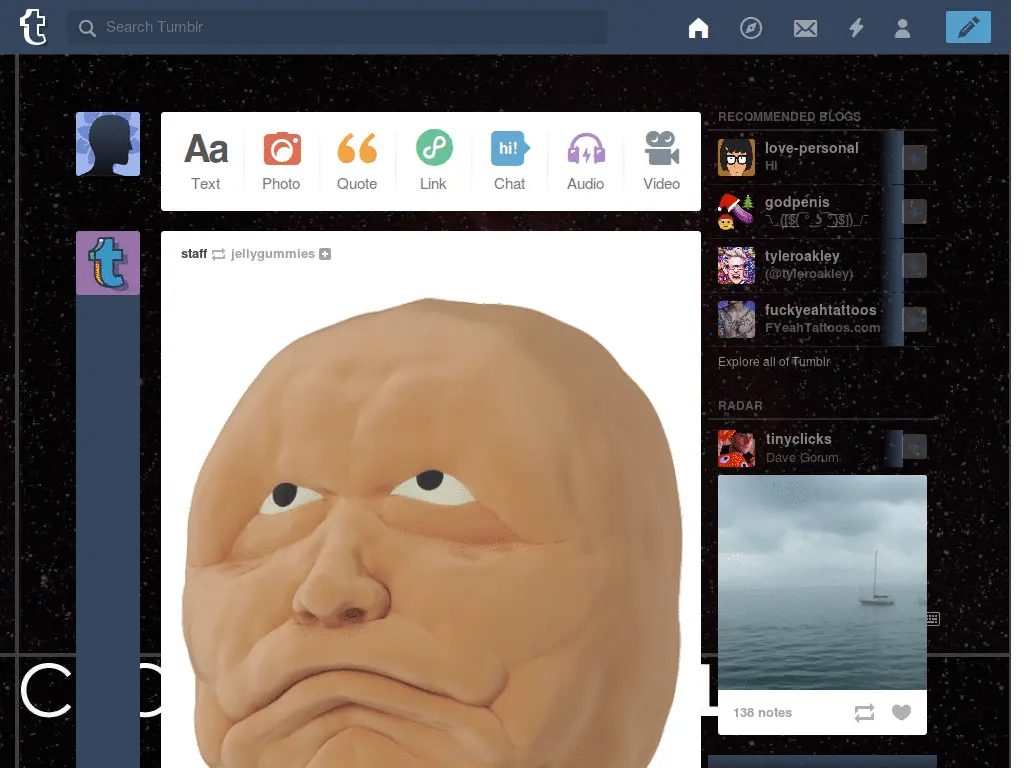 Search Tumblr
Aa
hi!
Text
Photo
Quote
Link
Chat
Audio
Video
staff jellygummies
RECOMMENDED BLOGS
love-personal
Hi
godpenis
tyleroakley
(@tyleroakley)
fuckyeahtattoos
FYeahTattoos.com
Explore all of Tumblr
RADAR
tinyclicks
Dave Gorum
138 notes